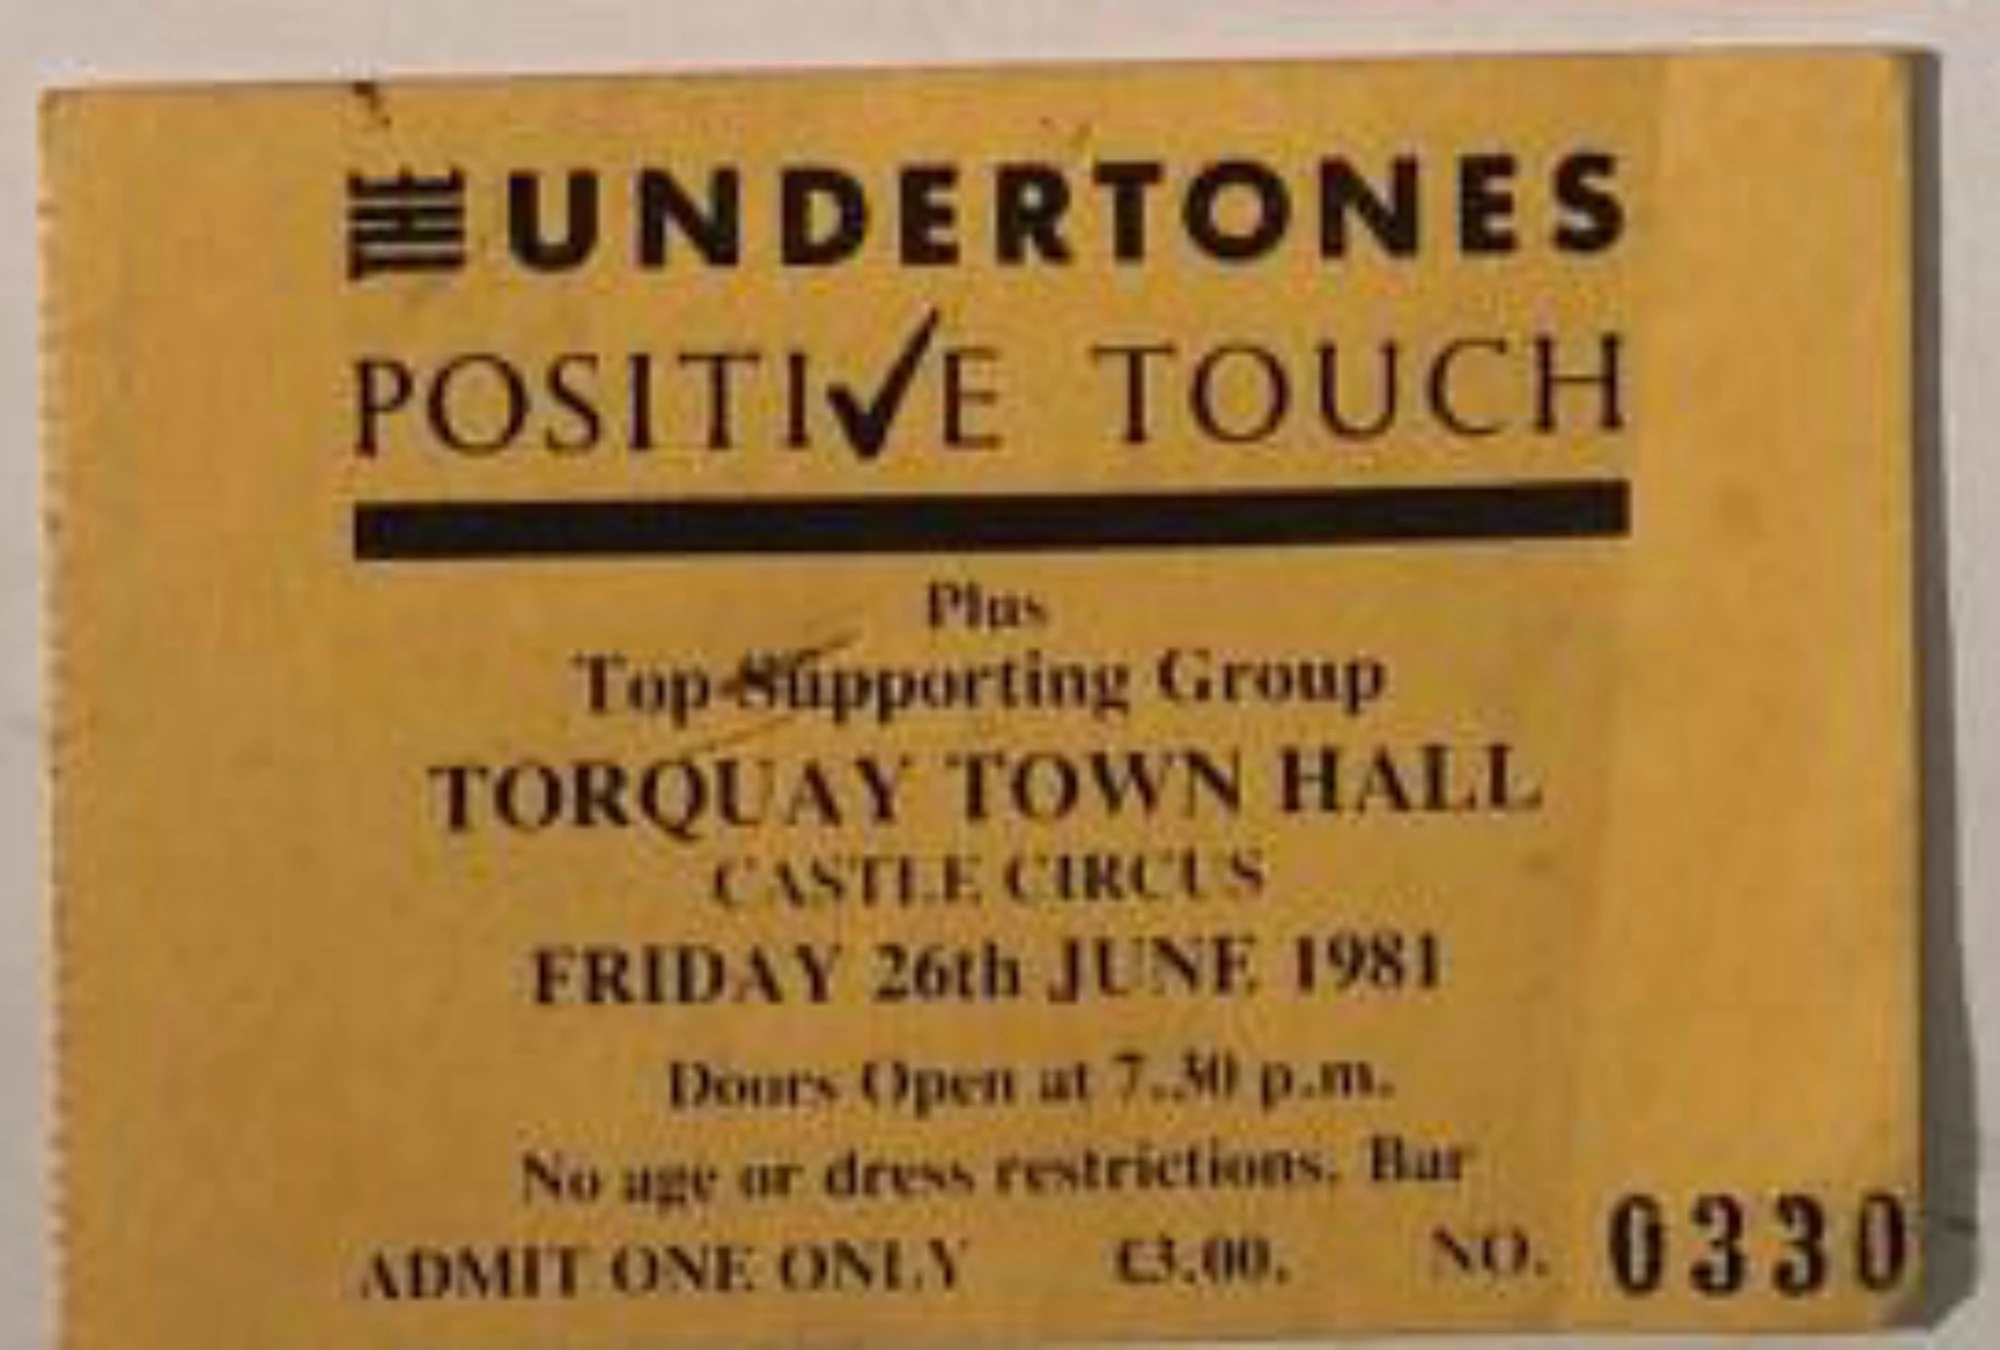 THE UNDERTONES
POSITI✓E TOUCH
Plus
Top Supporting Group
TORQUAY TOWN HALL
CASTLE CIRCUS
FRIDAY 26th JUNE 1981
Doors Open at 7.30 p.m.
No age or dress restrictions. Bar
ADMIT ONE ONLY £3.00. NO. 0330